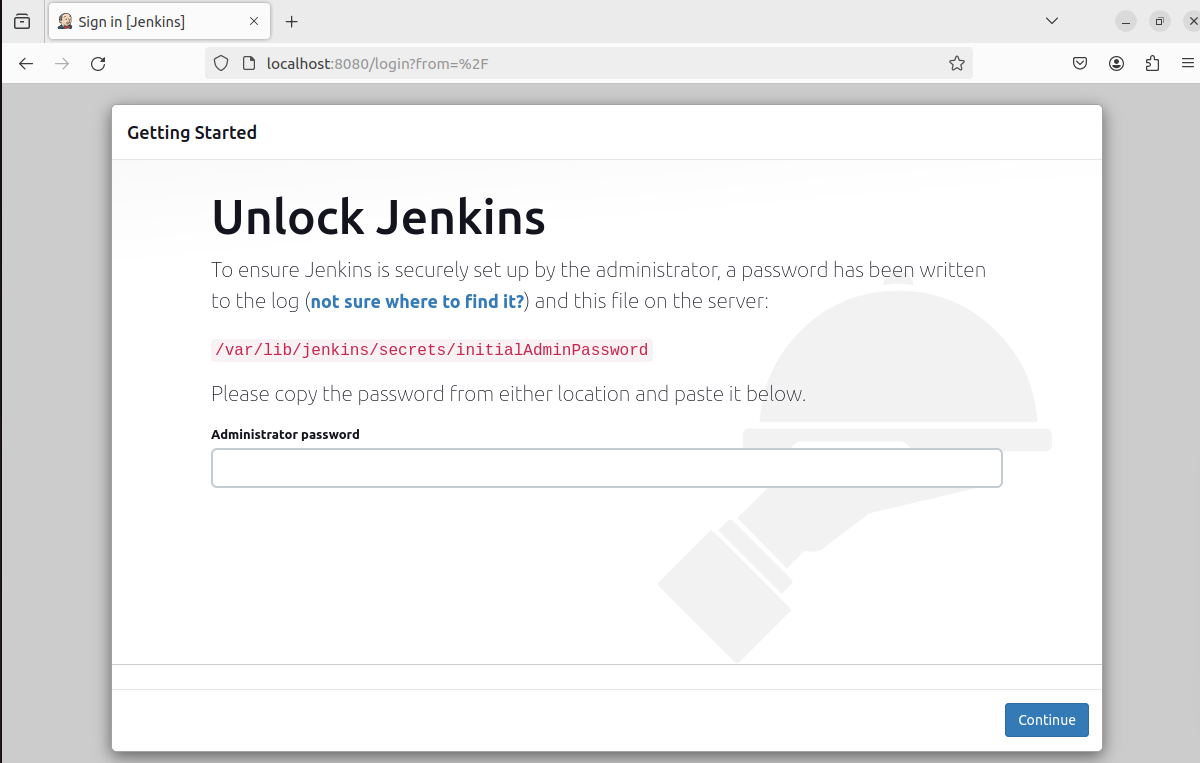 Sign in [Jenkins]
localhost:8080/login?from=%2F
Getting Started
Unlock Jenkins
To ensure Jenkins is securely set up by the administrator, a password has been written
to the log (not sure where to find it?) and this file on the server:
/var/lib/jenkins/secrets/initialAdminPassword
Please copy the password from either location and paste it below.
Administrator password
Continue